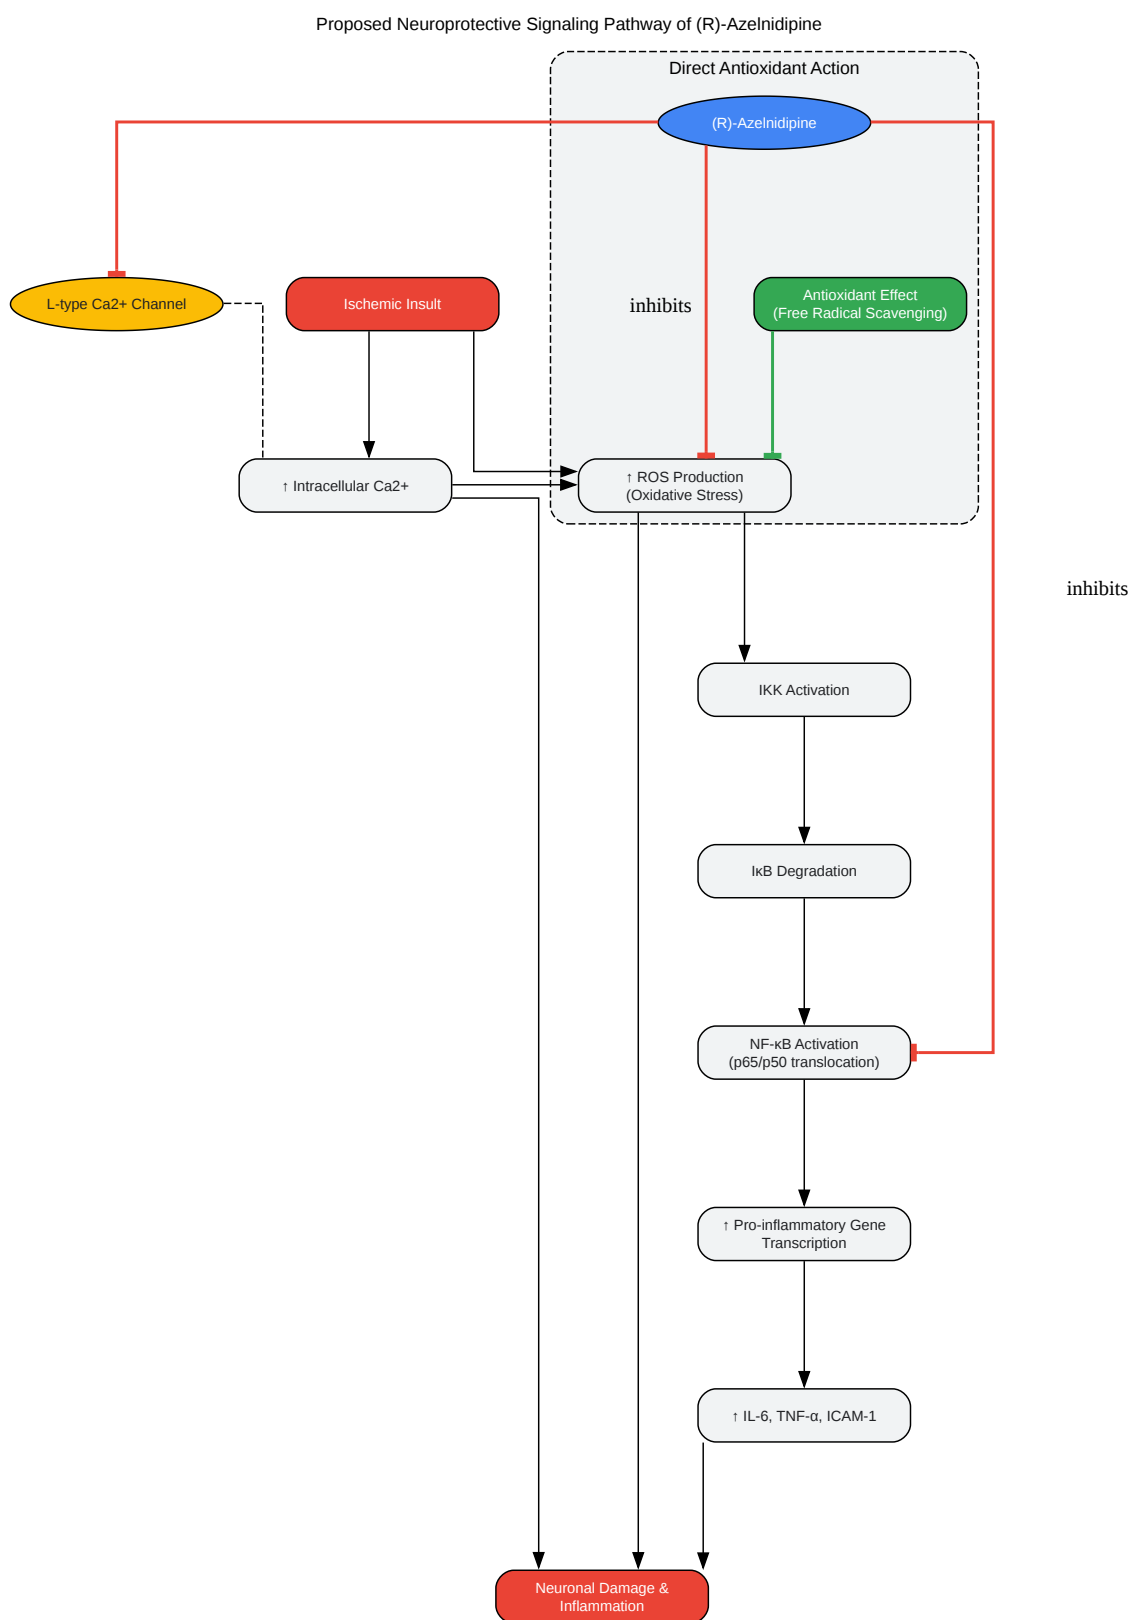 Proposed Neuroprotective Signaling Pathway of (R)-Azelnidipine
Direct Antioxidant Action
(R)-Azelnidipine
L-type Ca2+ Channel
Ischemic Insult
inhibits
Antioxidant Effect
(Free Radical Scavenging)
↑ Intracellular Ca2+
↑ ROS Production
(Oxidative Stress)
inhibits
IKK Activation
IκB Degradation
NF-κB Activation
(p65/p50 translocation)
↑ Pro-inflammatory Gene
Transcription
↑ IL-6, TNF-α, ICAM-1
Neuronal Damage &
Inflammation